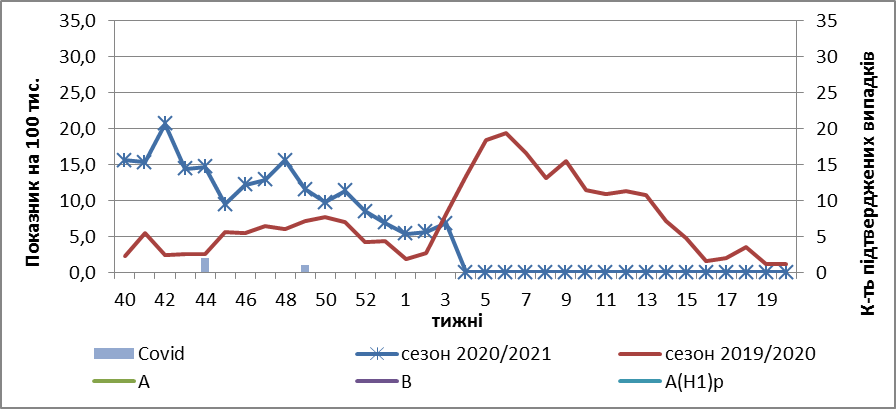 Показник на 100 тис.
35,0
30,0
25,0
20,0
15,0
10,0
5,0
0,0
35
30
25
20
15
10
5
0
К-ть підтверджених випадків
40 42 44 46 48 50 52 1 3 5 7 9 11 13 15 17 19
тижні
Covid сезон 2020/2021 сезон 2019/2020
A B A(H1)p